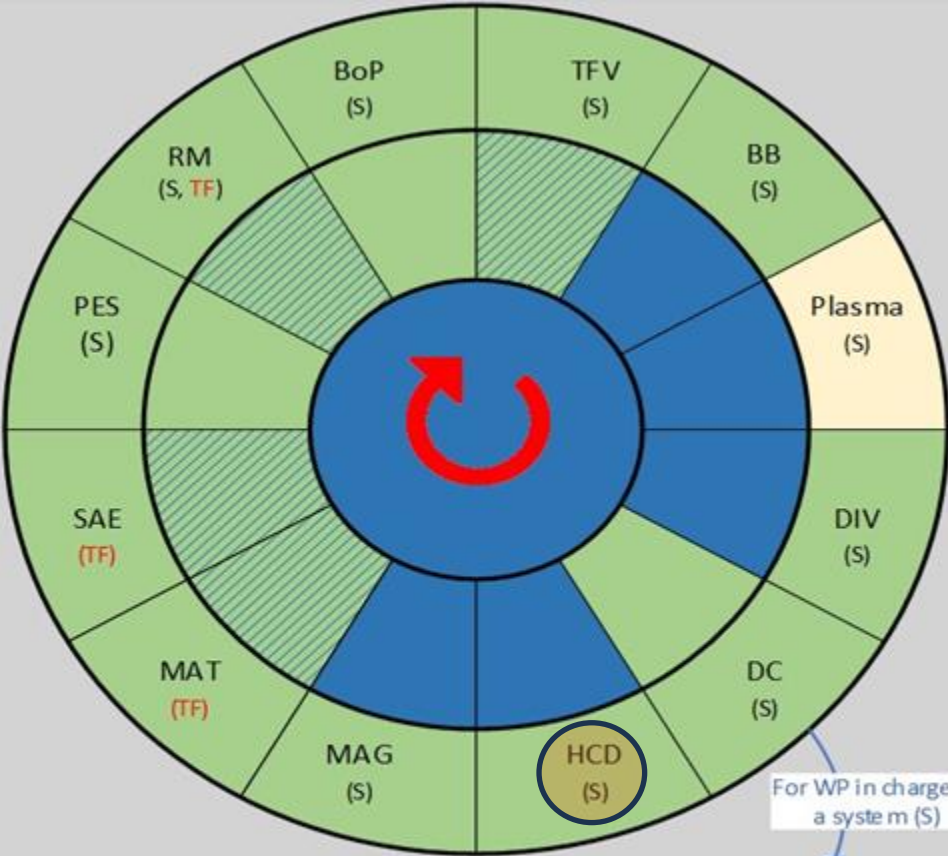 BoP
(S)
TFV
(S)
RM
(S, TF)
BB
(S)
PES
(S)
Plasma
(S)
SAE
(TF)
DIV
(S)
MAT
(TF)
DC
(S)
MAG
(S)
HCD
(S)
For WP in charge
a system (S)